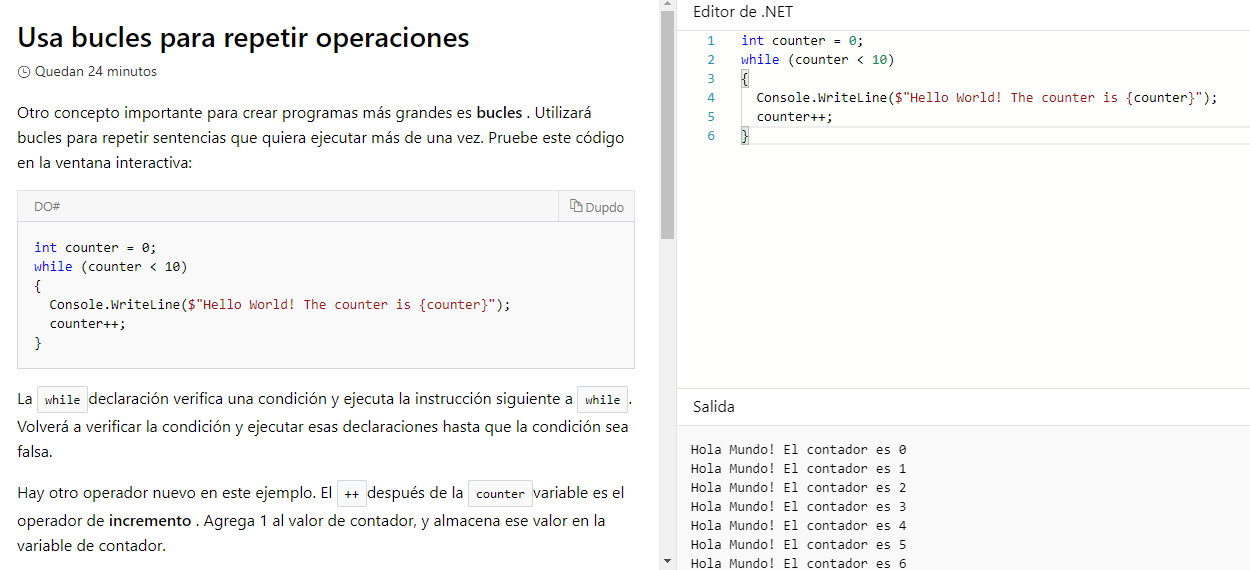 Usa bucles para repetir operaciones
Quedan 24 minutos
Otro concepto importante para crear programas más grandes es bucles . Utilizará
bucles para repetir sentencias que quiera ejecutar más de una vez. Pruebe este código
en la ventana interactiva:
DO#
Dupdo
int counter = 0;
while (counter < 10)
{
  Console.WriteLine($"Hello World! The counter is {counter}");
  counter++;
}
La while declaración verifica una condición y ejecuta la instrucción siguiente a while .
Volverá a verificar la condición y ejecutar esas declaraciones hasta que la condición sea
falsa.
Hay otro operador nuevo en este ejemplo. El ++ después de la counter variable es el
operador de incremento . Agrega 1 al valor de contador, y almacena ese valor en la
variable de contador.
Editor de .NET
1 int counter = 0;
2 while (counter < 10)
3 {
4   Console.WriteLine($"Hello World! The counter is {counter}");
5   counter++;
6 }
Salida
Hola Mundo! El contador es 0
Hola Mundo! El contador es 1
Hola Mundo! El contador es 2
Hola Mundo! El contador es 3
Hola Mundo! El contador es 4
Hola Mundo! El contador es 5
Hola Mundo! El contador es 6